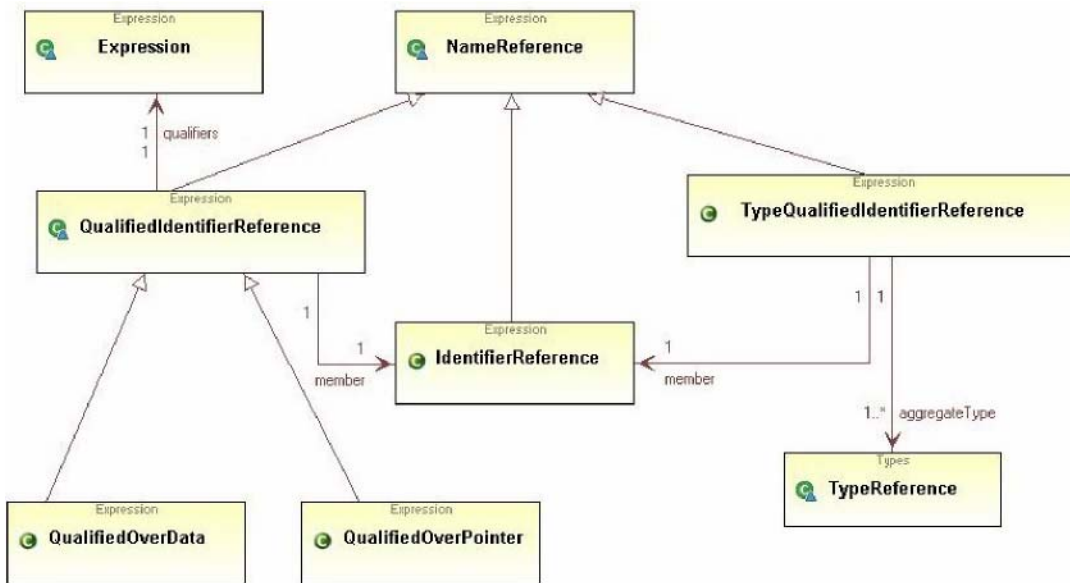 Expression
Expression
Expression
NameReference
1 qualifiers
1
Expression
QualifiedIdentifierReference
Expression
TypeQualifiedIdentifierReference
1
1
member
Expression
IdentifierReference
1
member
1
1
1..* aggregateType
Types
TypeReference
Expression
QualifiedOverData
Expression
QualifiedOverPointer